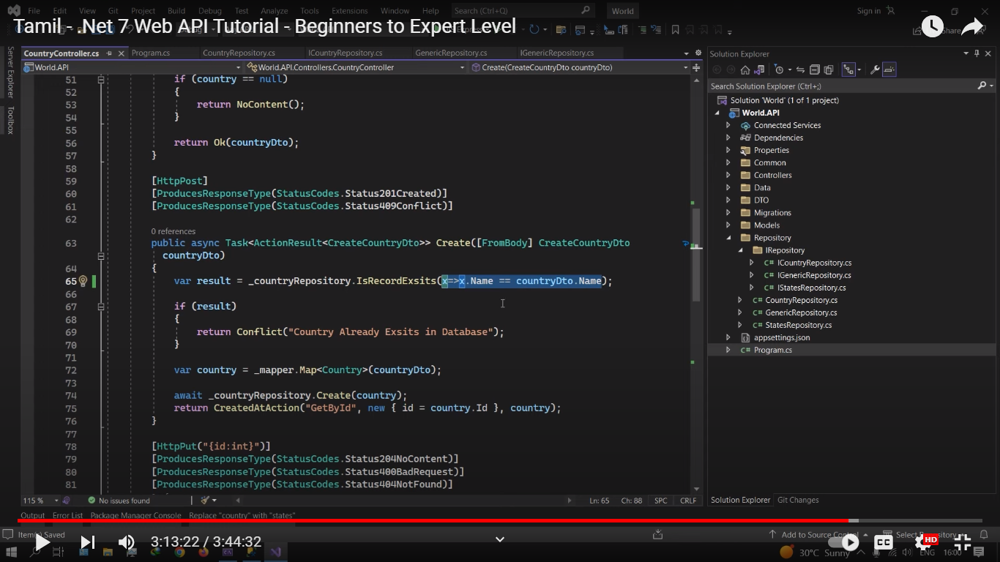 File Edit View Git Project Build Debug Test Analyze Tools Extensions Window Help Search (Ctrl+Q) World Sign in
Tamil - .Net 7 Web API Tutorial - Beginners to Expert Level
Share
CountryController.cs Program.cs CountryRepository.cs ICountryRepository.cs GenericRepository.cs IGenericRepository.cs
World.API World.API.Controllers.CountryController Create(CreateCountryDto countryDto)
Server Explorer
Toolbox
51 if (country == null)
52 {
53 return NoContent();
54 }
55
56 return Ok(countryDto);
57 }
58
59 [HttpPost]
60 [ProducesResponseType(StatusCodes.Status201Created)]
61 [ProducesResponseType(StatusCodes.Status409Conflict)]
62
0 references
63 public async Task<ActionResult<CreateCountryDto>> Create([FromBody] CreateCountryDto
countryDto)
64 {
65 var result = _countryRepository.IsRecordExsits(x=>x.Name == countryDto.Name);
66
67 if (result)
68 {
69 return Conflict("Country Already Exsits in Database");
70 }
71
72 var country = _mapper.Map<Country>(countryDto);
73
74 await _countryRepository.Create(country);
75 return CreatedAtAction("GetById", new { id = country.Id }, country);
76 }
77
78 [HttpPut("{id:int}")]
79 [ProducesResponseType(StatusCodes.Status204NoContent)]
80 [ProducesResponseType(StatusCodes.Status400BadRequest)]
81 [ProducesResponseType(StatusCodes.Status404NotFound)]
115 % No issues found Ln: 65 Ch: 88 SPC CRLF
Output Error List Package Manager Console Replace "country" with "states"
Solution Explorer
Search Solution Explorer (Ctrl+;)
Solution 'World' (1 of 1 project)
World.API
Connected Services
Dependencies
Properties
Common
Controllers
Data
DTO
Migrations
Models
Repository
IRepository
C# ICountryRepository.cs
C# IGenericRepository.cs
C# IStatesRepository.cs
C# CountryRepository.cs
C# GenericRepository.cs
C# StatesRepository.cs
appsettings.json
C# Program.cs
Solution Explorer Git Changes
Item(s) Saved Add to Source Control Select Repository
3:13:22 / 3:44:32 CC HD
30°C Sunny ENG 16:00